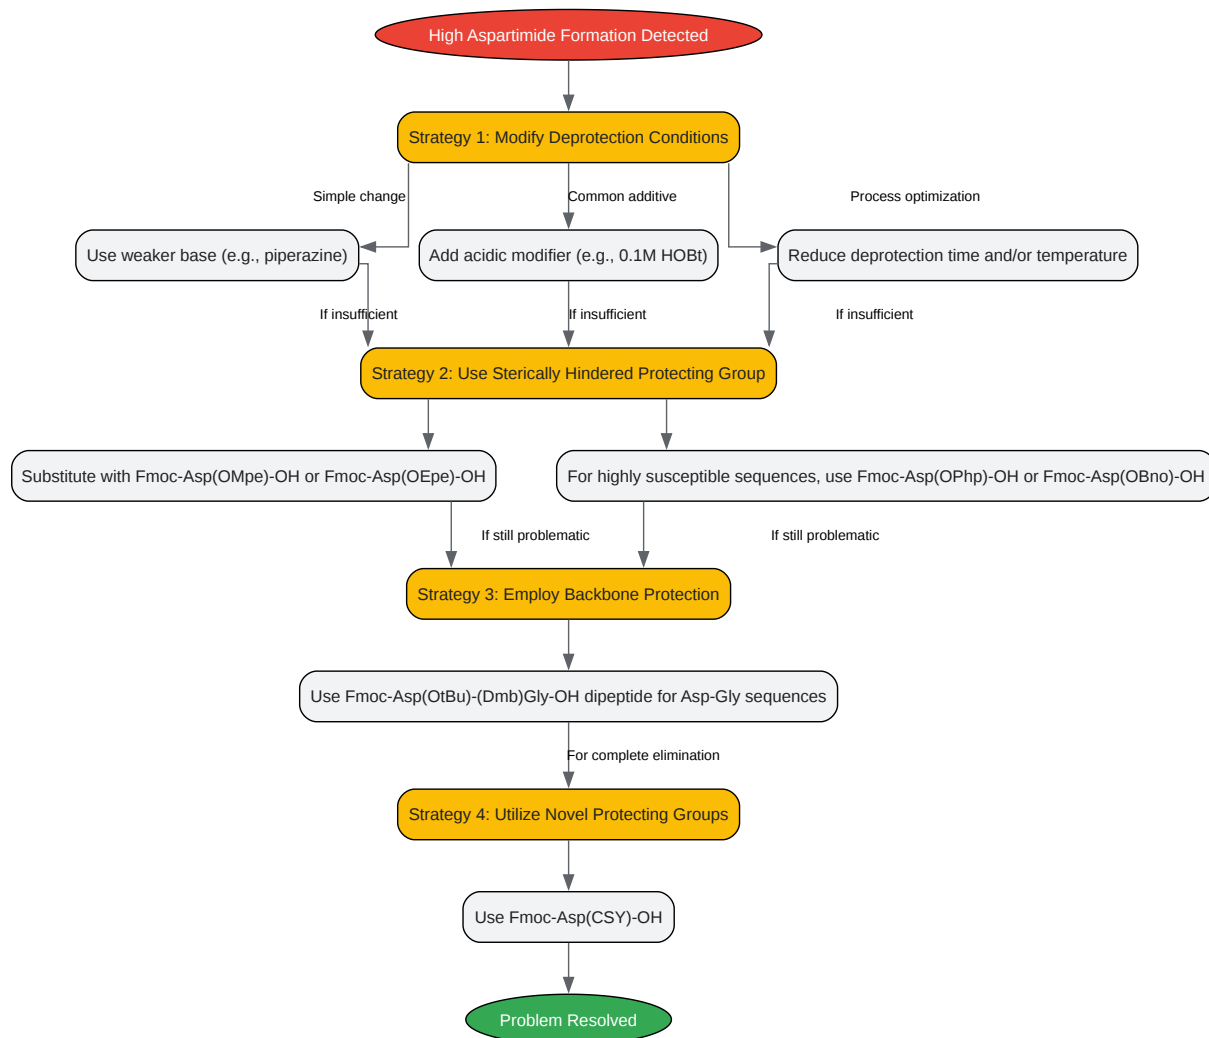 High Aspartimide Formation Detected
Strategy 1: Modify Deprotection Conditions
Simple change
Common additive
Process optimization
Use weaker base (e.g., piperazine)
Add acidic modifier (e.g., 0.1M HOBt)
Reduce deprotection time and/or temperature
If insufficient
If insufficient
If insufficient
Strategy 2: Use Sterically Hindered Protecting Group
Substitute with Fmoc-Asp(OMpe)-OH or Fmoc-Asp(OEpe)-OH
For highly susceptible sequences, use Fmoc-Asp(OPhp)-OH or Fmoc-Asp(OBno)-OH
If still problematic
If still problematic
Strategy 3: Employ Backbone Protection
Use Fmoc-Asp(OtBu)-(Dmb)Gly-OH dipeptide for Asp-Gly sequences
For complete elimination
Strategy 4: Utilize Novel Protecting Groups
Use Fmoc-Asp(CSY)-OH
Problem Resolved